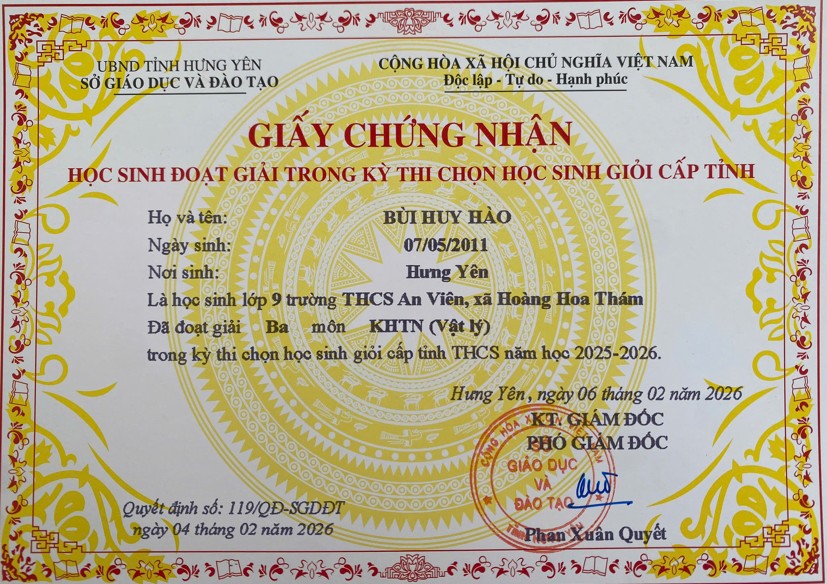 UBND TỈNH HƯNG YÊN
SỞ GIÁO DỤC VÀ ĐÀO TẠO
CỘNG HÒA XÃ HỘI CHỦ NGHĨA VIỆT NAM
Độc lập - Tự do - Hạnh phúc
GIẤY CHỨNG NHẬN
HỌC SINH ĐOẠT GIẢI TRONG KỲ THI CHỌN HỌC SINH GIỎI CẤP TỈNH
Họ và tên: BÙI HUY HÀO
Ngày sinh: 07/05/2011
Nơi sinh: Hưng Yên
Là học sinh lớp 9 trường THCS An Viên, xã Hoàng Hoa Thám
Đã đoạt giải Ba môn KHTN (Vật lý)
trong kỳ thi chọn học sinh giỏi cấp tỉnh THCS năm học 2025-2026.
Hưng Yên, ngày 06 tháng 02 năm 2026
KT. GIÁM ĐỐC
PHÓ GIÁM ĐỐC
GIÁO DỤC
VÀ
ĐÀO TẠO
Phan Xuân Quyết
Quyết định số: 119/QĐ-SGDĐT
ngày 04 tháng 02 năm 2026